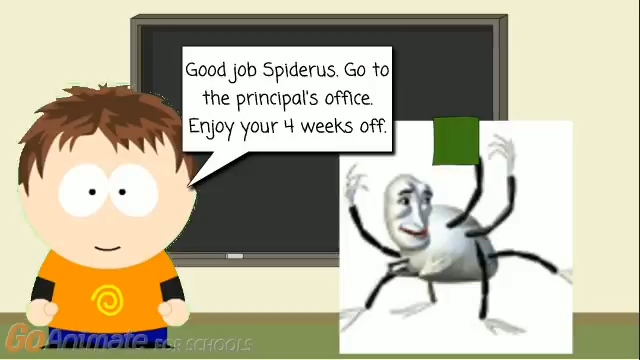 Good job Spiderus. Go to
the principal's office.
Enjoy your 4 weeks off.
GoAnimate FOR SCHOOLS